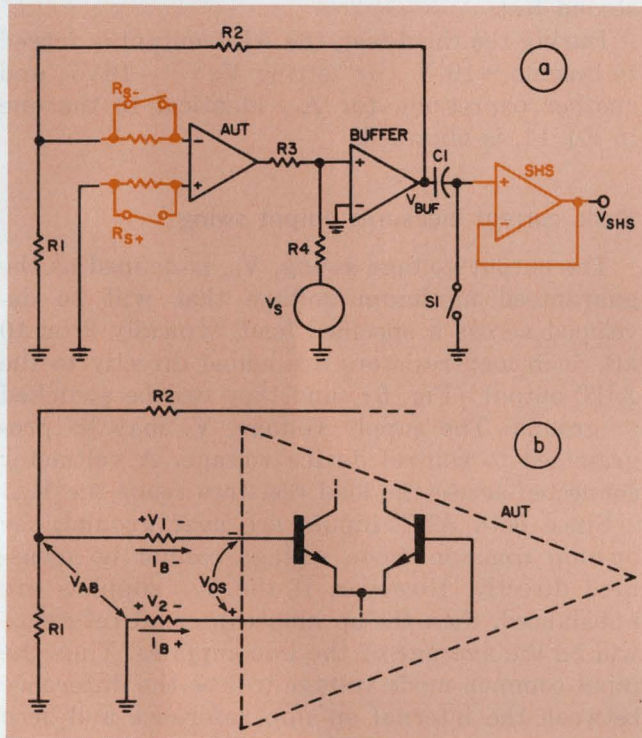 R2
a
RS-
AUT
BUFFER
C1
SHS
R3
VBUF
VSHS
RS+
R4
R1
S1
VS
R2
b
AUT
+V1-
IB-
VOS
VAB
+V2-
IB+
R1